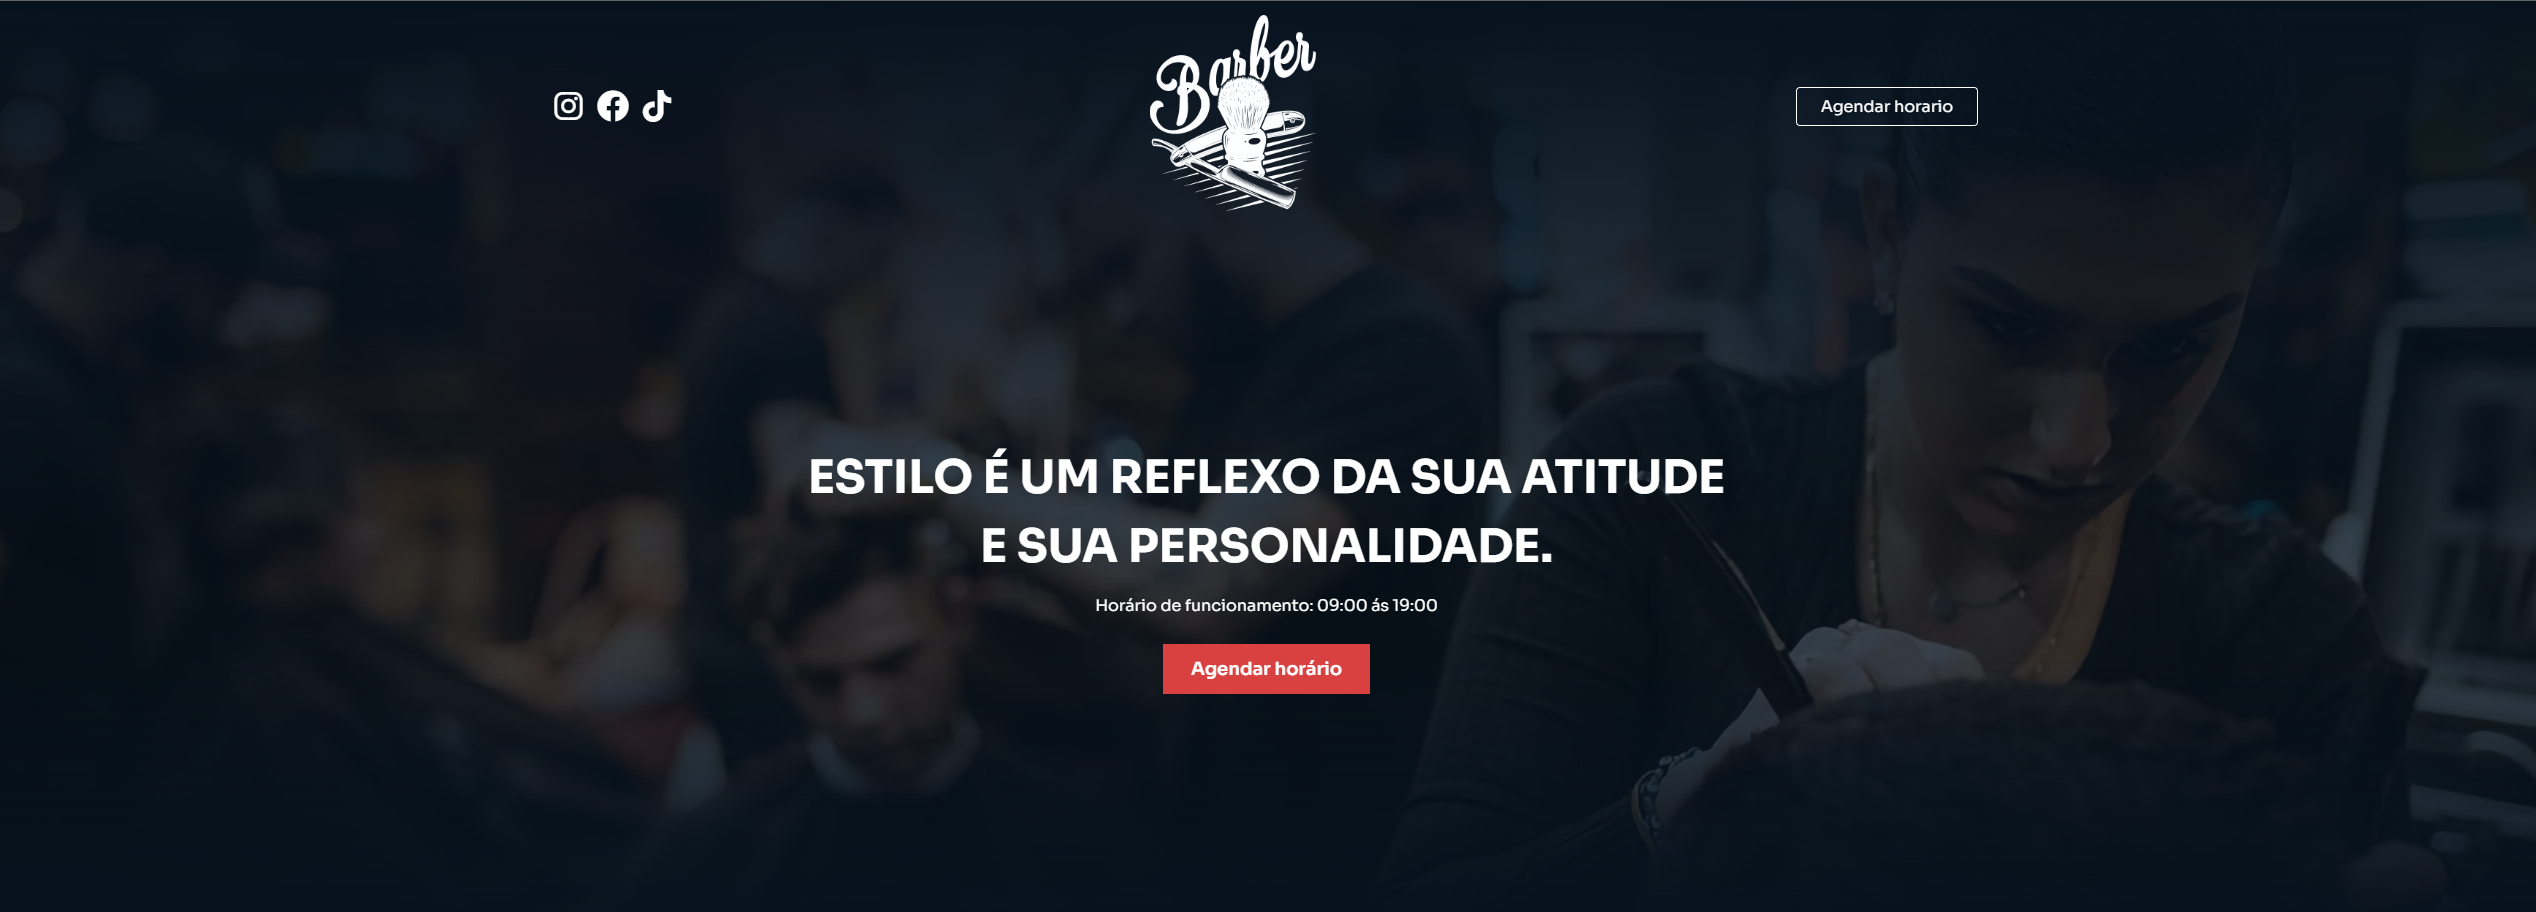 Barber
Agendar horario
ESTILO É UM REFLEXO DA SUA ATITUDE
E SUA PERSONALIDADE.
Horário de funcionamento: 09:00 ás 19:00
Agendar horário